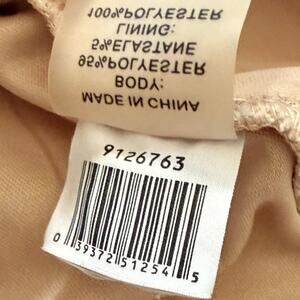 MADE IN CHINA
BODY:
95%POLYESTER
5%ELASTANE
LINING:
100%POLYESTER
9126763
0 39372 51254 5